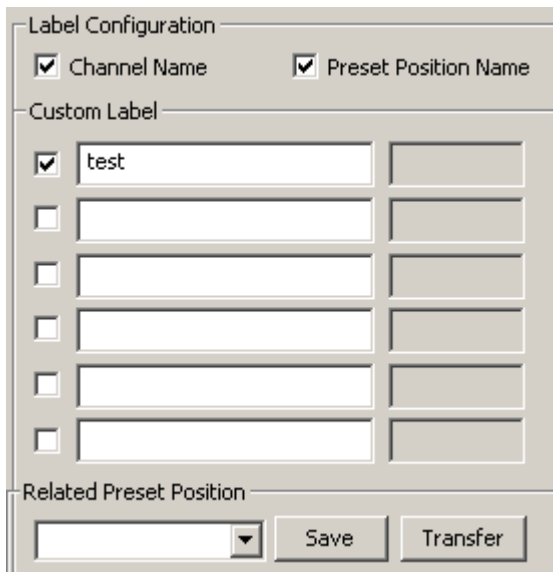 Label Configuration
Channel Name Preset Position Name
Custom Label
test
Related Preset Position
Save Transfer